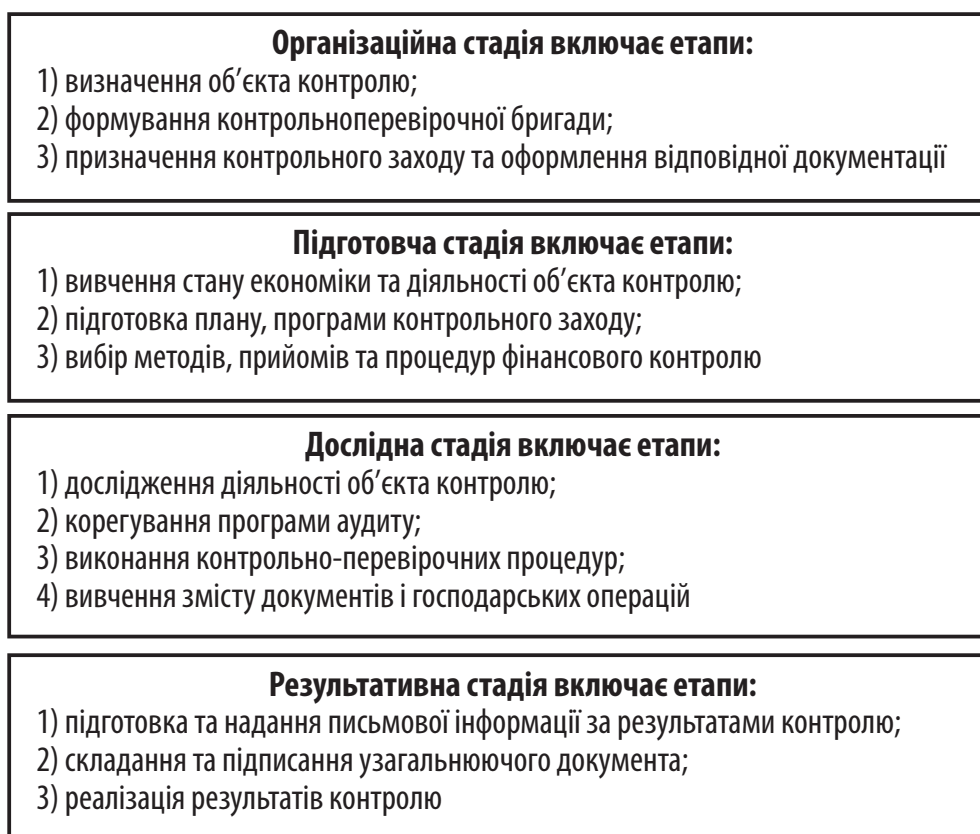 Організаційна стадія включає етапи:
1) визначення об’єкта контролю;
2) формування контрольноперевірочної бригади;
3) призначення контрольного заходу та оформлення відповідної документації
Підготовча стадія включає етапи:
1) вивчення стану економіки та діяльності об’єкта контролю;
2) підготовка плану, програми контрольного заходу;
3) вибір методів, прийомів та процедур фінансового контролю
Дослідна стадія включає етапи:
1) дослідження діяльності об’єкта контролю;
2) корегування програми аудиту;
3) виконання контрольно-перевірочних процедур;
4) вивчення змісту документів і господарських операцій
Результативна стадія включає етапи:
1) підготовка та надання письмової інформації за результатами контролю;
2) складання та підписання узагальнюючого документа;
3) реалізація результатів контролю